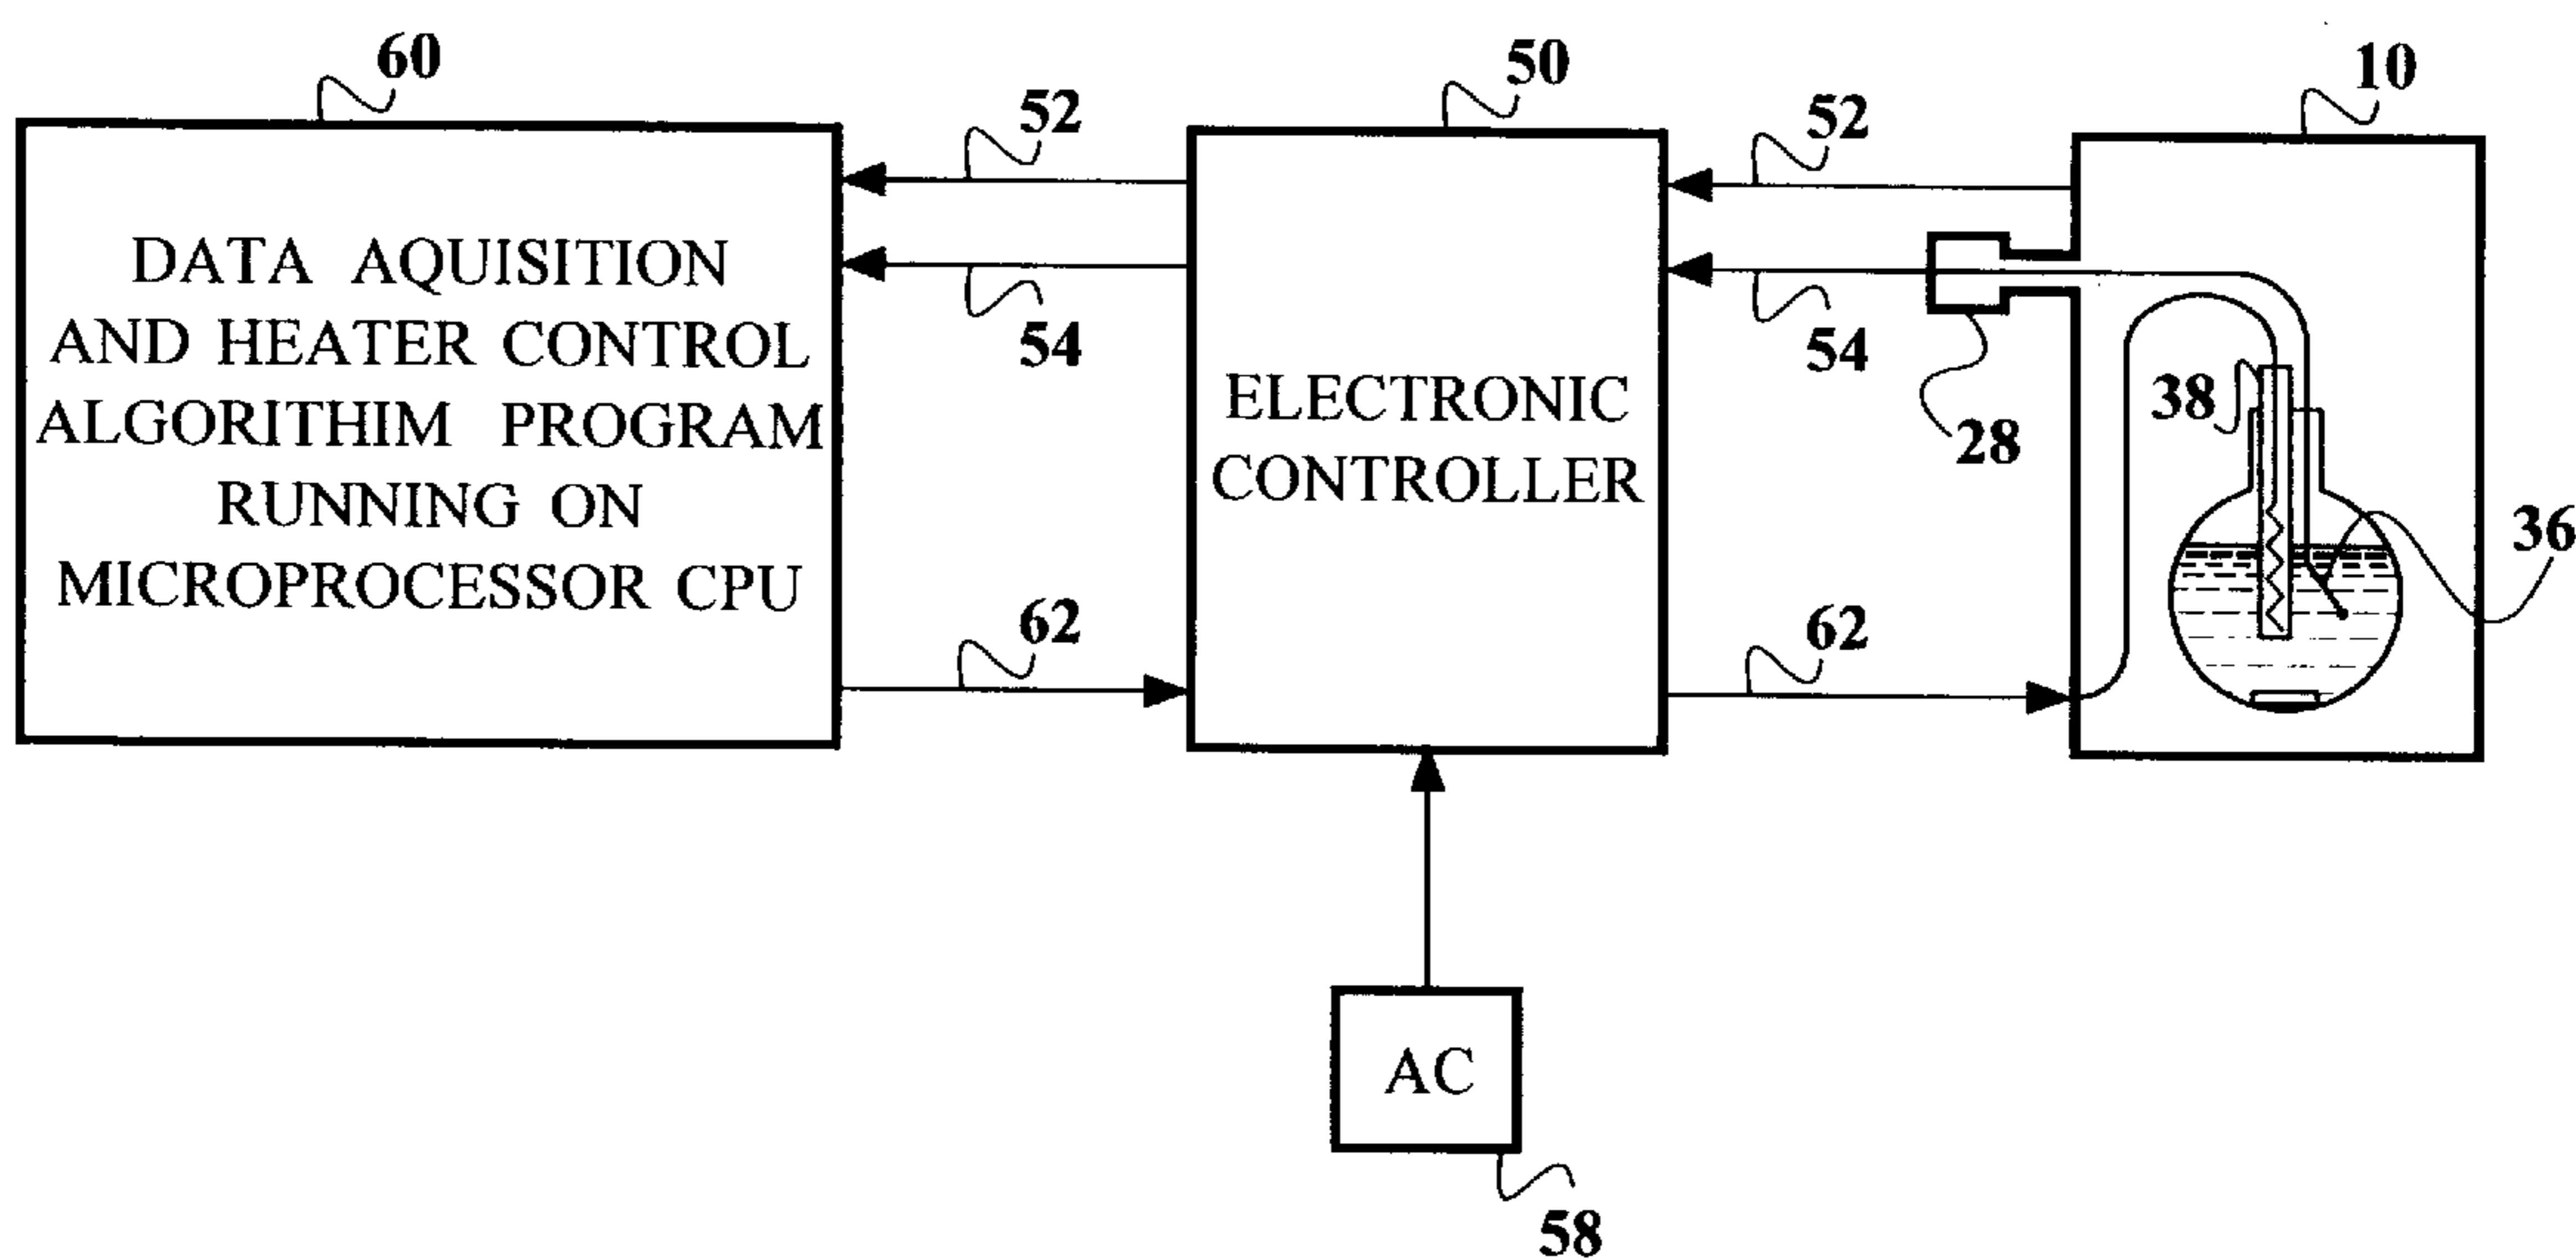 60
50
10
52
52
DATA AQUISITION
AND HEATER CONTROL
ALGORITHIM PROGRAM
RUNNING ON
MICROPROCESSOR CPU
54
54
ELECTRONIC
CONTROLLER
28
38
36
62
62
AC
58